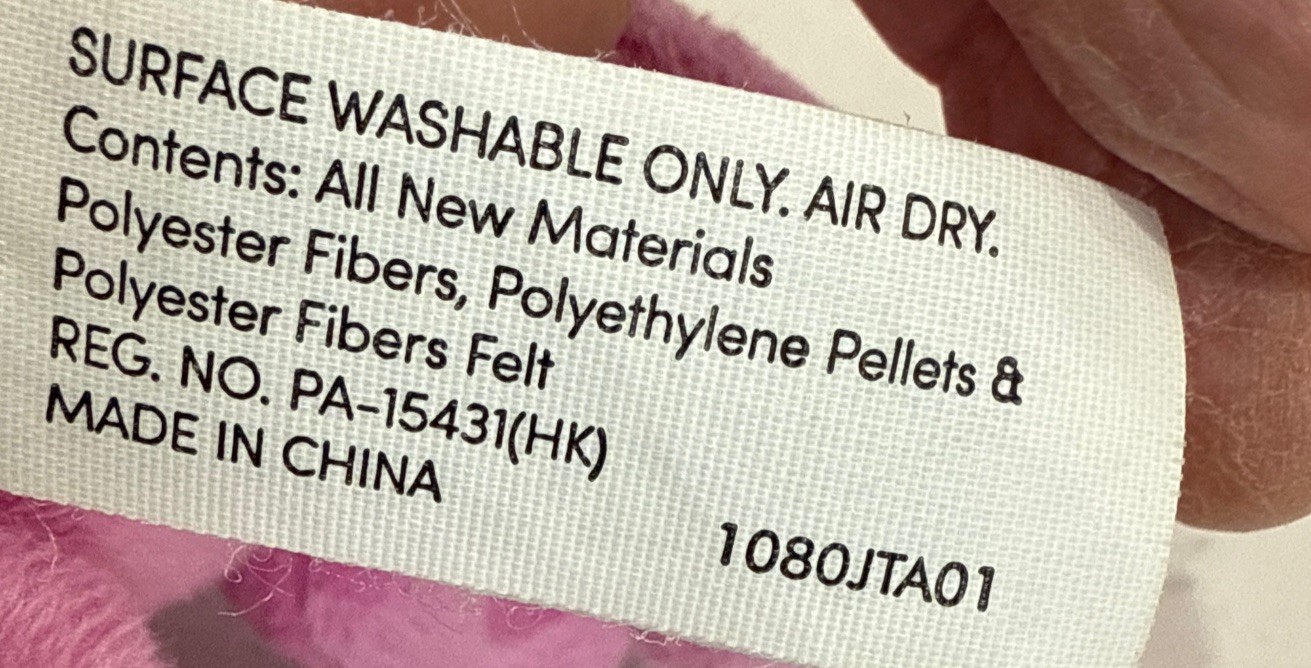 SURFACE WASHABLE ONLY. AIR DRY.
Contents: All New Materials
Polyester Fibers, Polyethylene Pellets &
Polyester Fibers Felt
REG. NO. PA-15431(HK)
MADE IN CHINA
1080JTA01